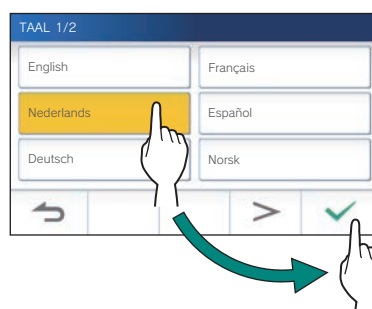 TAAL 1/2
English
Français
Nederlands
Español
Deutsch
Norsk